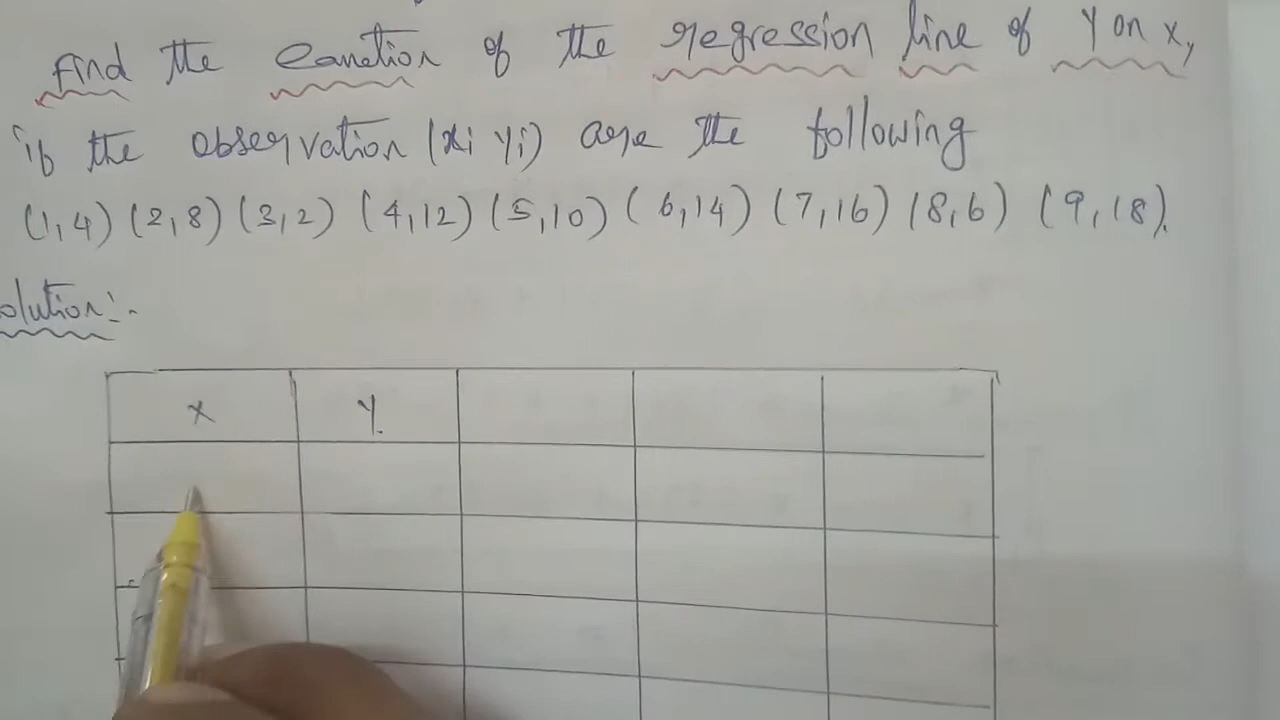 Find the eanction of the regression line of Y on x,
if the observation (xi yi) are the following
(1,4) (2,8) (3,2) (4,12) (5,10) (6,14) (7,16) (8,6) (9,18).
olution:-
x y